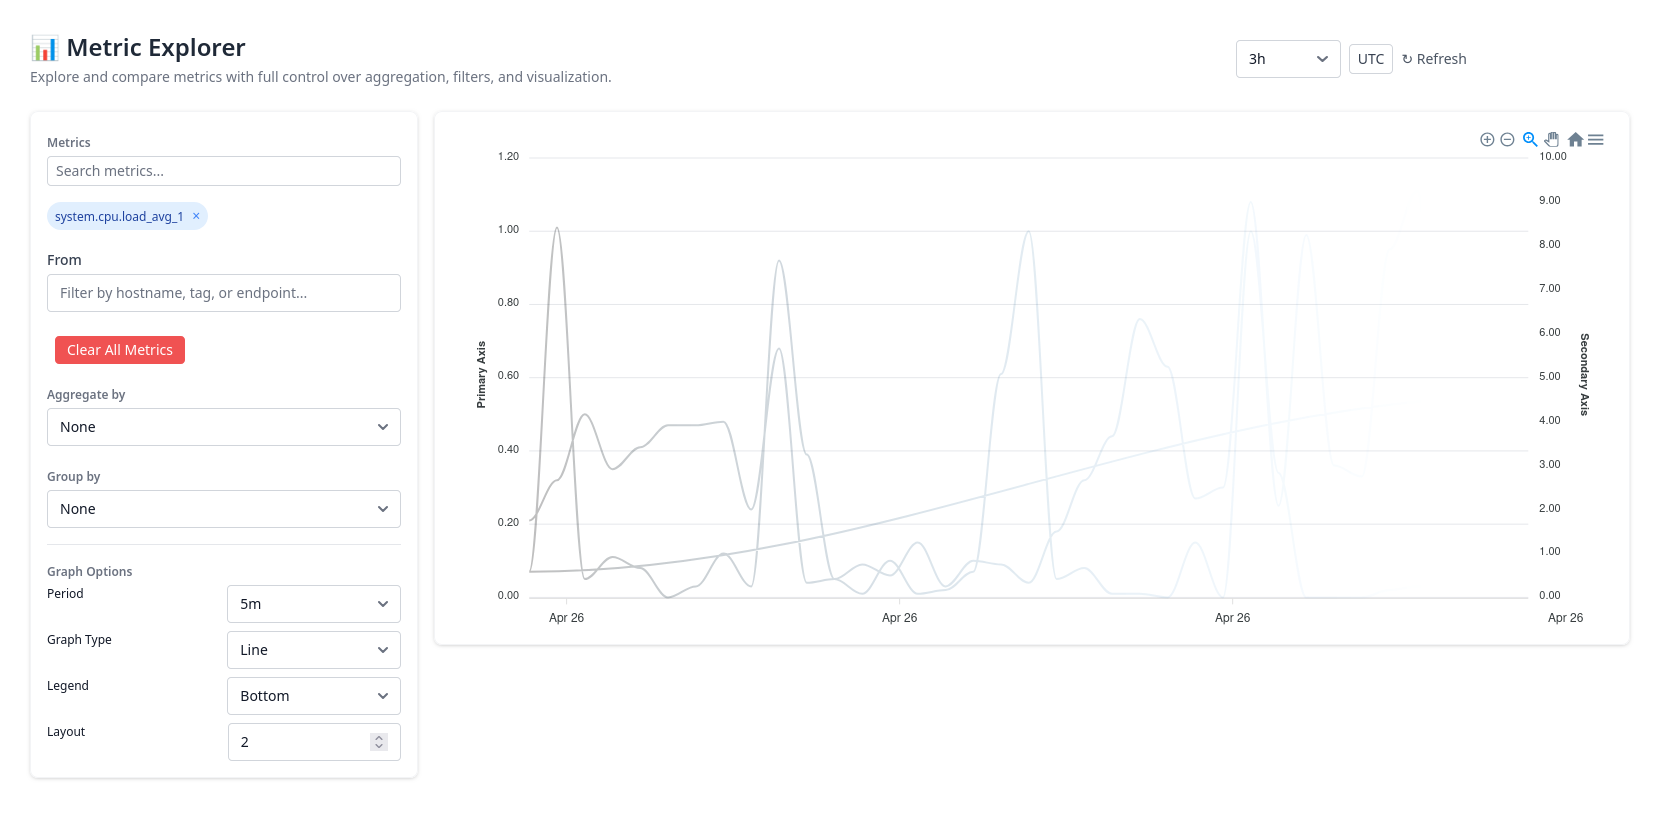 📊 Metric Explorer
Explore and compare metrics with full control over aggregation, filters, and visualization.
3h
UTC
↻ Refresh
Metrics
Search metrics...
system.cpu.load_avg_1 ×
From
Filter by hostname, tag, or endpoint...
Clear All Metrics
Aggregate by
None
Group by
None
Graph Options
Period
5m
Graph Type
Line
Legend
Bottom
Layout
2
Primary Axis
1.20
1.00
0.80
0.60
0.40
0.20
0.00
Apr 26
Apr 26
Apr 26
Apr 26
10.00
9.00
8.00
7.00
6.00
5.00
4.00
3.00
2.00
1.00
0.00
Secondary Axis